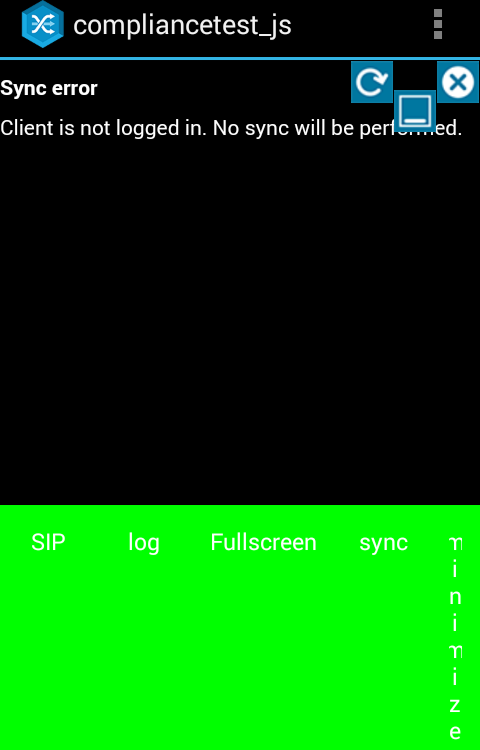 compliancetest_js
Sync error
Client is not logged in. No sync will be performed.
SIP log Fullscreen sync minimize